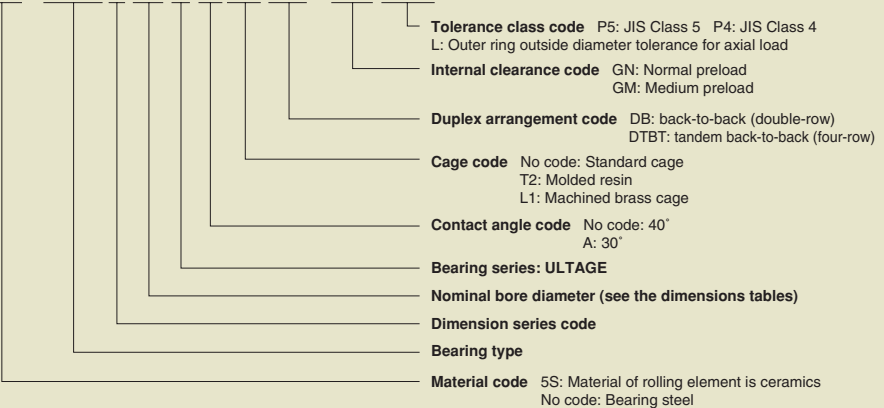 Tolerance class code P5: JIS Class 5 P4: JIS Class 4
L: Outer ring outside diameter tolerance for axial load
Internal clearance code GN: Normal preload
GM: Medium preload
Duplex arrangement code DB: back-to-back (double-row)
DTBT: tandem back-to-back (four-row)
Cage code No code: Standard cage
T2: Molded resin
L1: Machined brass cage
Contact angle code No code: 40˚
A: 30˚
Bearing series: ULTAGE
Nominal bore diameter (see the dimensions tables)
Dimension series code
Bearing type
Material code 5S: Material of rolling element is ceramics
No code: Bearing steel